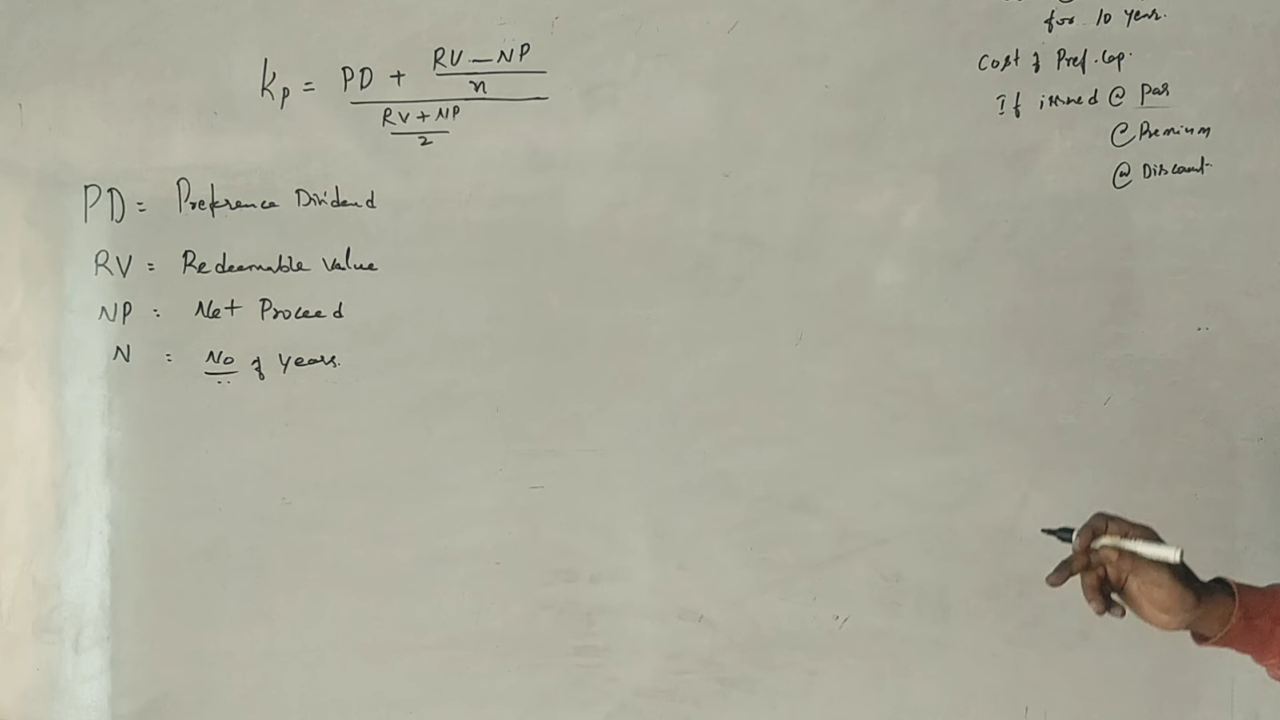 Kp = PD + RV - NP
n
RV + NP
2
PD = Preference Dividend
RV = Redeemable Value
NP : Net Proceed
N : No of years.
for 10 year.
Cost of Pref. Cap.
If issued @ par
@ Premium
@ Discount